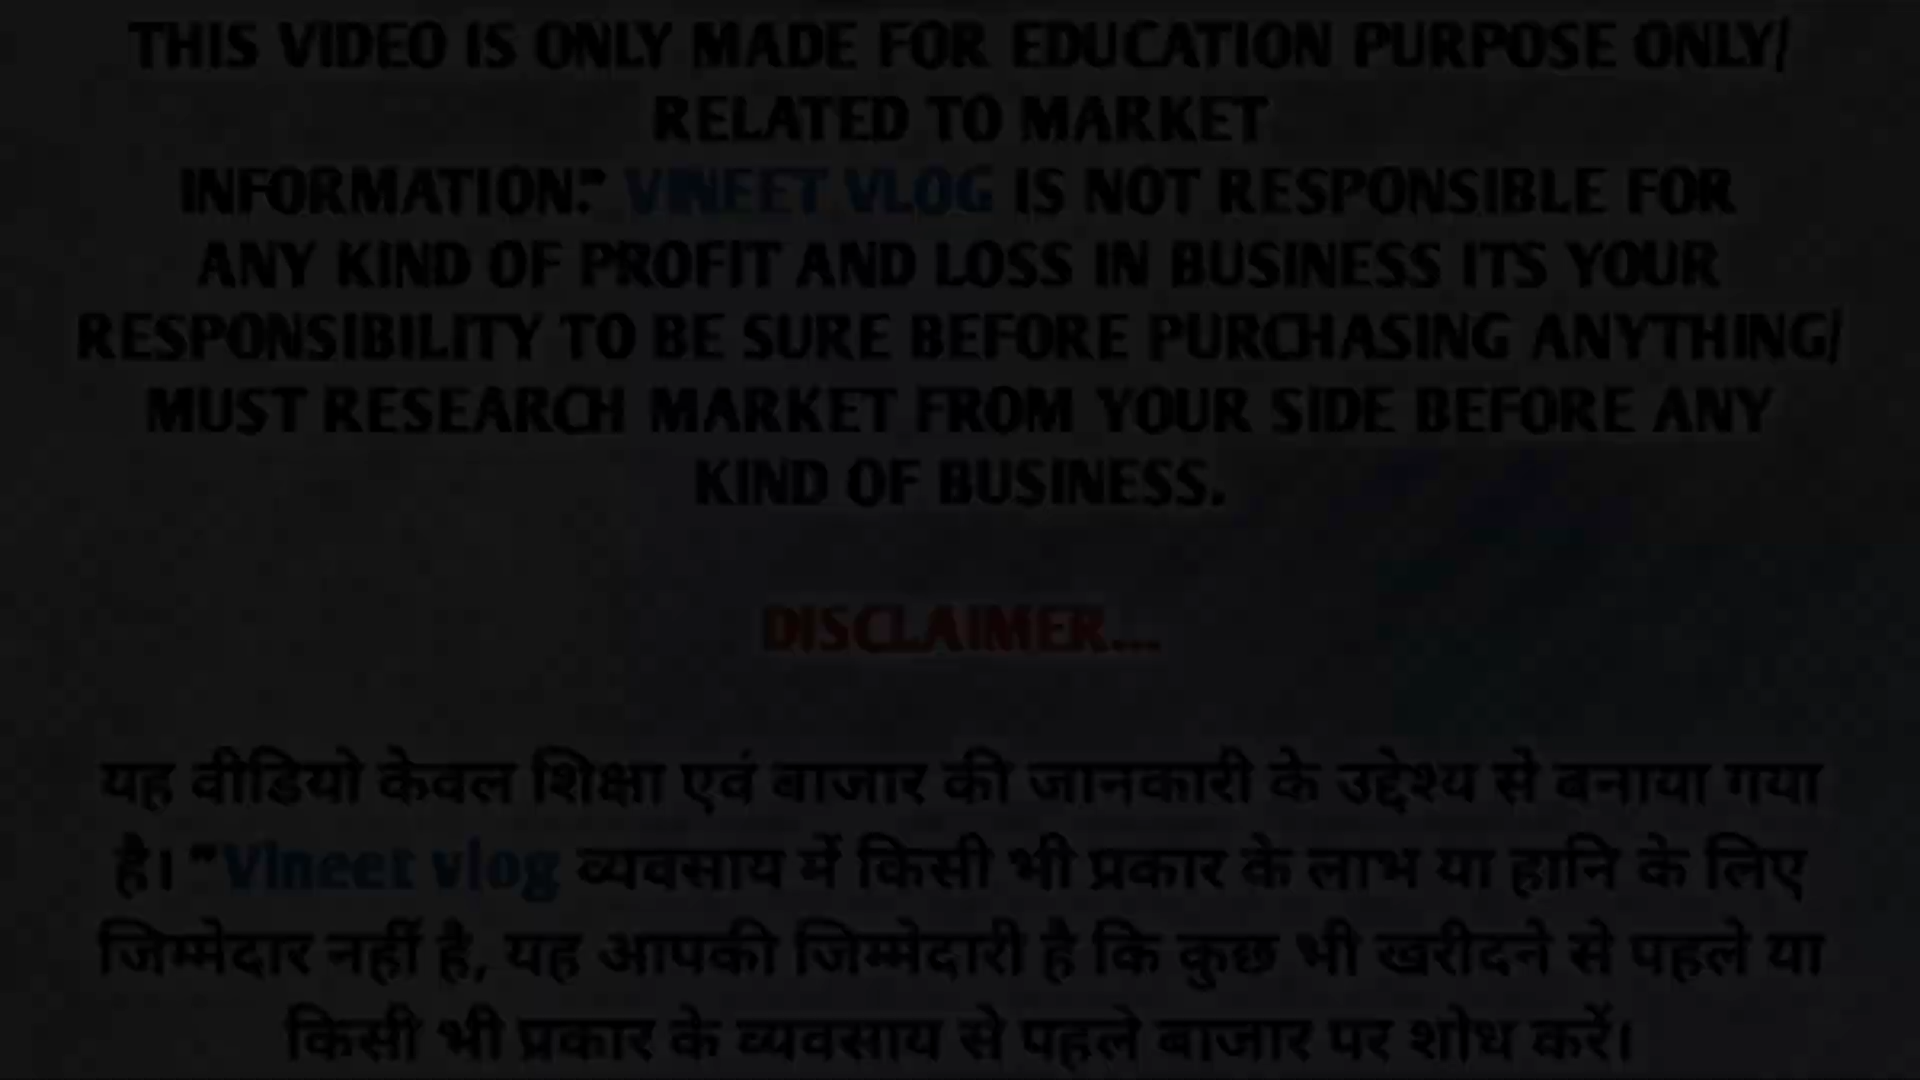 THIS VIDEO IS ONLY MADE FOR EDUCATION PURPOSE ONLY/
RELATED TO MARKET
INFORMATION:" VINEET VLOG IS NOT RESPONSIBLE FOR
ANY KIND OF PROFIT AND LOSS IN BUSINESS ITS YOUR
RESPONSIBILITY TO BE SURE BEFORE PURCHASING ANYTHING/
MUST RESEARCH MARKET FROM YOUR SIDE BEFORE ANY
KIND OF BUSINESS.
DISCLAIMER...
यह वीडियो केवल शिक्षा एवं बाजार की जानकारी के उद्देश्य से बनाया गया
है। "Vineet vlog व्यवसाय में किसी भी प्रकार के लाभ या हानि के लिए
जिम्मेदार नहीं है, यह आपकी जिम्मेदारी है कि कुछ भी खरीदने से पहले या
किसी भी प्रकार के व्यवसाय से पहले बाजार पर शोध करें।